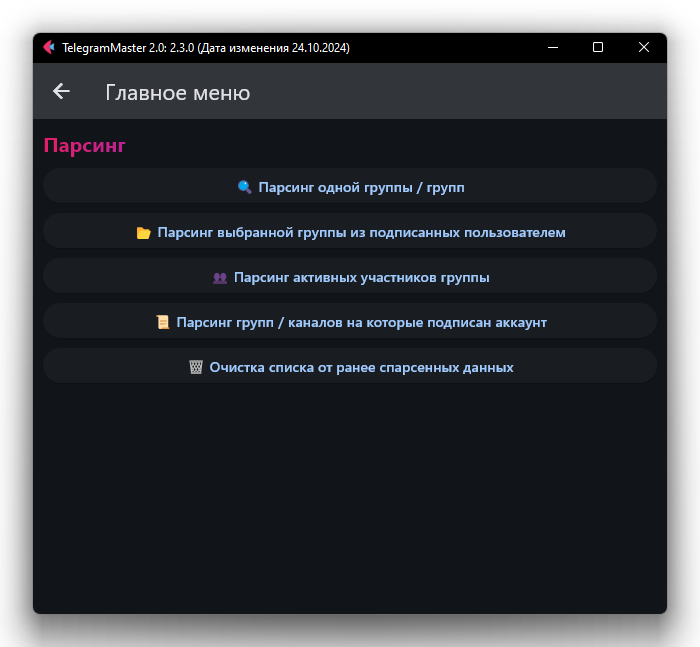 TelegramMaster 2.0: 2.3.0 (Дата изменения 24.10.2024)
Главное меню
Парсинг
🔍 Парсинг одной группы / групп
📂 Парсинг выбранной группы из подписанных пользователем
👥 Парсинг активных участников группы
📜 Парсинг групп / каналов на которые подписан аккаунт
🗑️ Очистка списка от ранее спарсенных данных